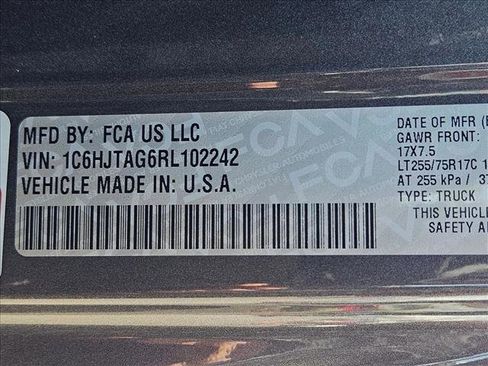 MFD BY: FCA US LLC
VIN: 1C6HJTAG6RL102242
VEHICLE MADE IN: U.S.A.
DATE OF MFR
GAWR FRONT:
17X7.5
LT255/75R17C
AT 255 kPa /
TYPE: TRUCK
THIS VEHICLE
SAFETY